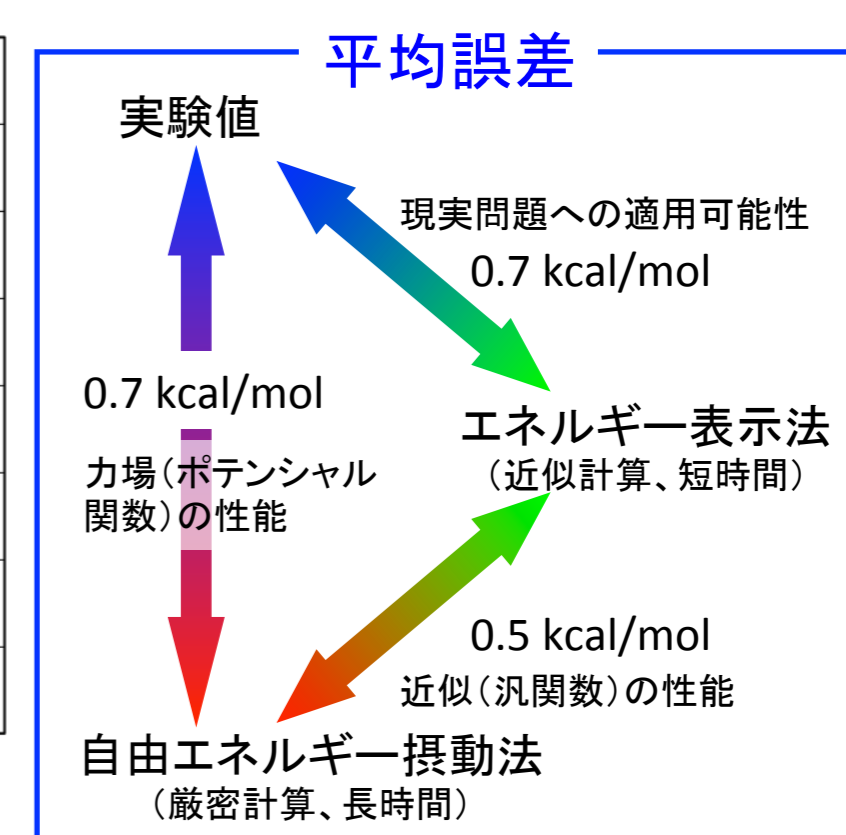 平均誤差
実験値
現実問題への適用可能性
0.7 kcal/mol
0.7 kcal/mol
力場(ポテンシャル
関数)の性能
エネルギー表示法
(近似計算、短時間)
0.5 kcal/mol
近似(汎関数)の性能
自由エネルギー摂動法
(厳密計算、長時間)